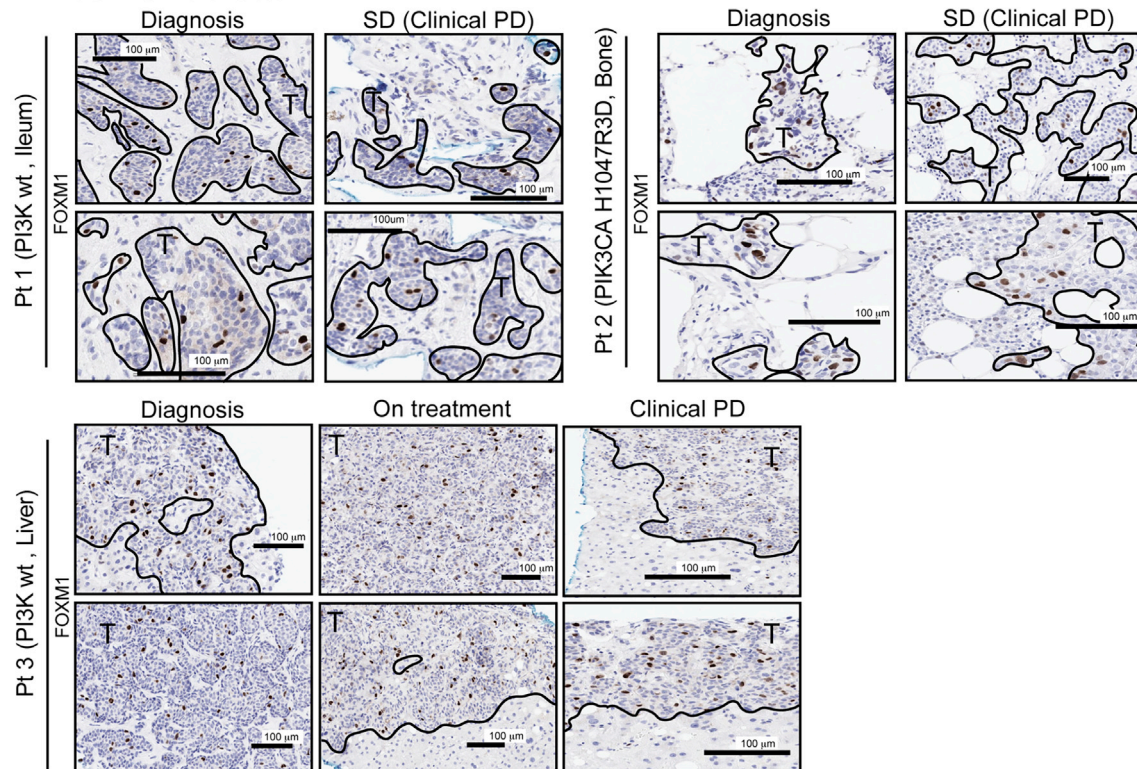 Diagnosis
SD (Clinical PD)
Pt 1 (PI3K wt , Ileum)
FOXM1
100 µm
T
100 µm
T
100 µm
T
100um
T
100 µm
Diagnosis
SD (Clinical PD)
Pt 2 (PIK3CA H1047R3D, Bone)
FOXM1
T
100 µm
T
100 µm
T
100 µm
T
100 µm
Diagnosis
On treatment
Clinical PD
Pt 3 (PI3K wt , Liver)
FOXM1
T
100 µm
T
100 µm
T
100 µm
T
100 µm
T
100 µm
T
100 µm